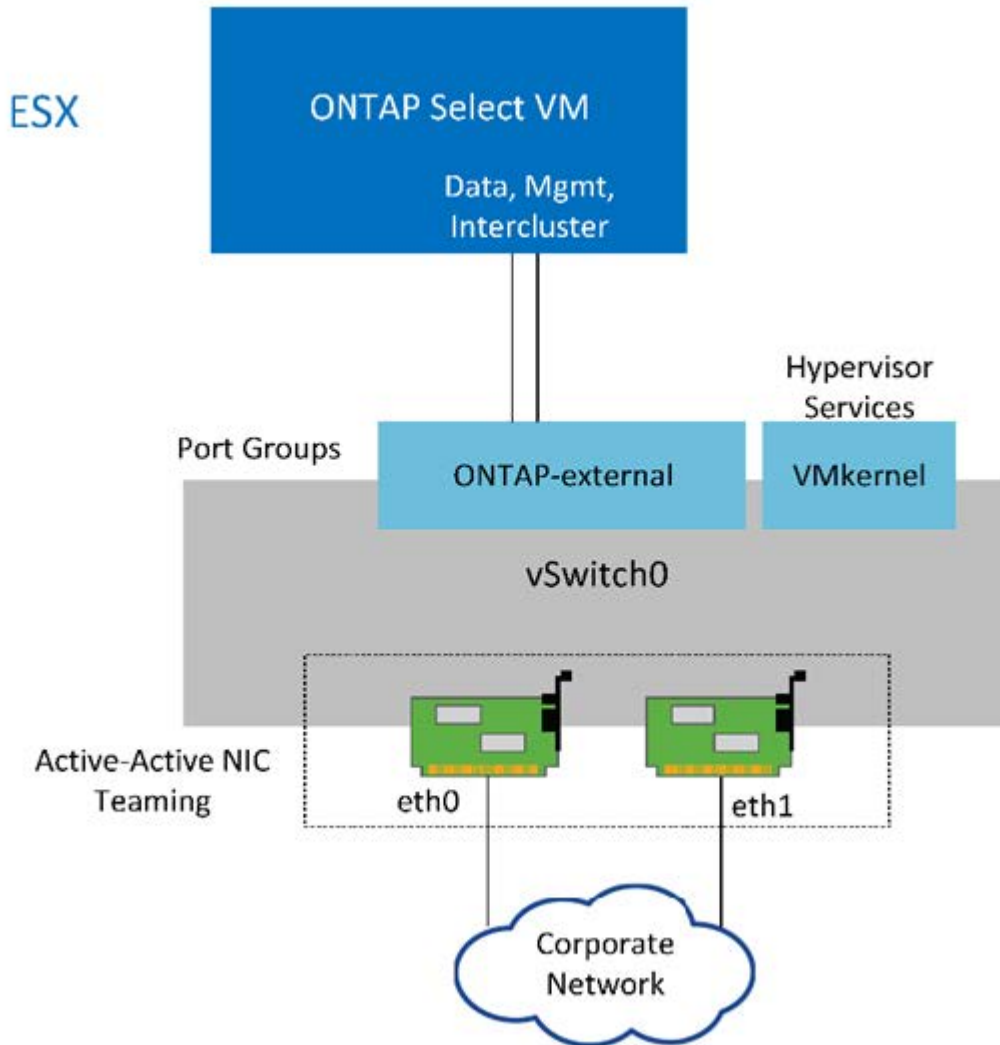 ESX
ONTAP Select VM
Data, Mgmt,
Intercluster
Hypervisor
Services
Port Groups
ONTAP-external
VMkernel
vSwitch0
Active-Active NIC
Teaming
eth0
eth1
Corporate
Network